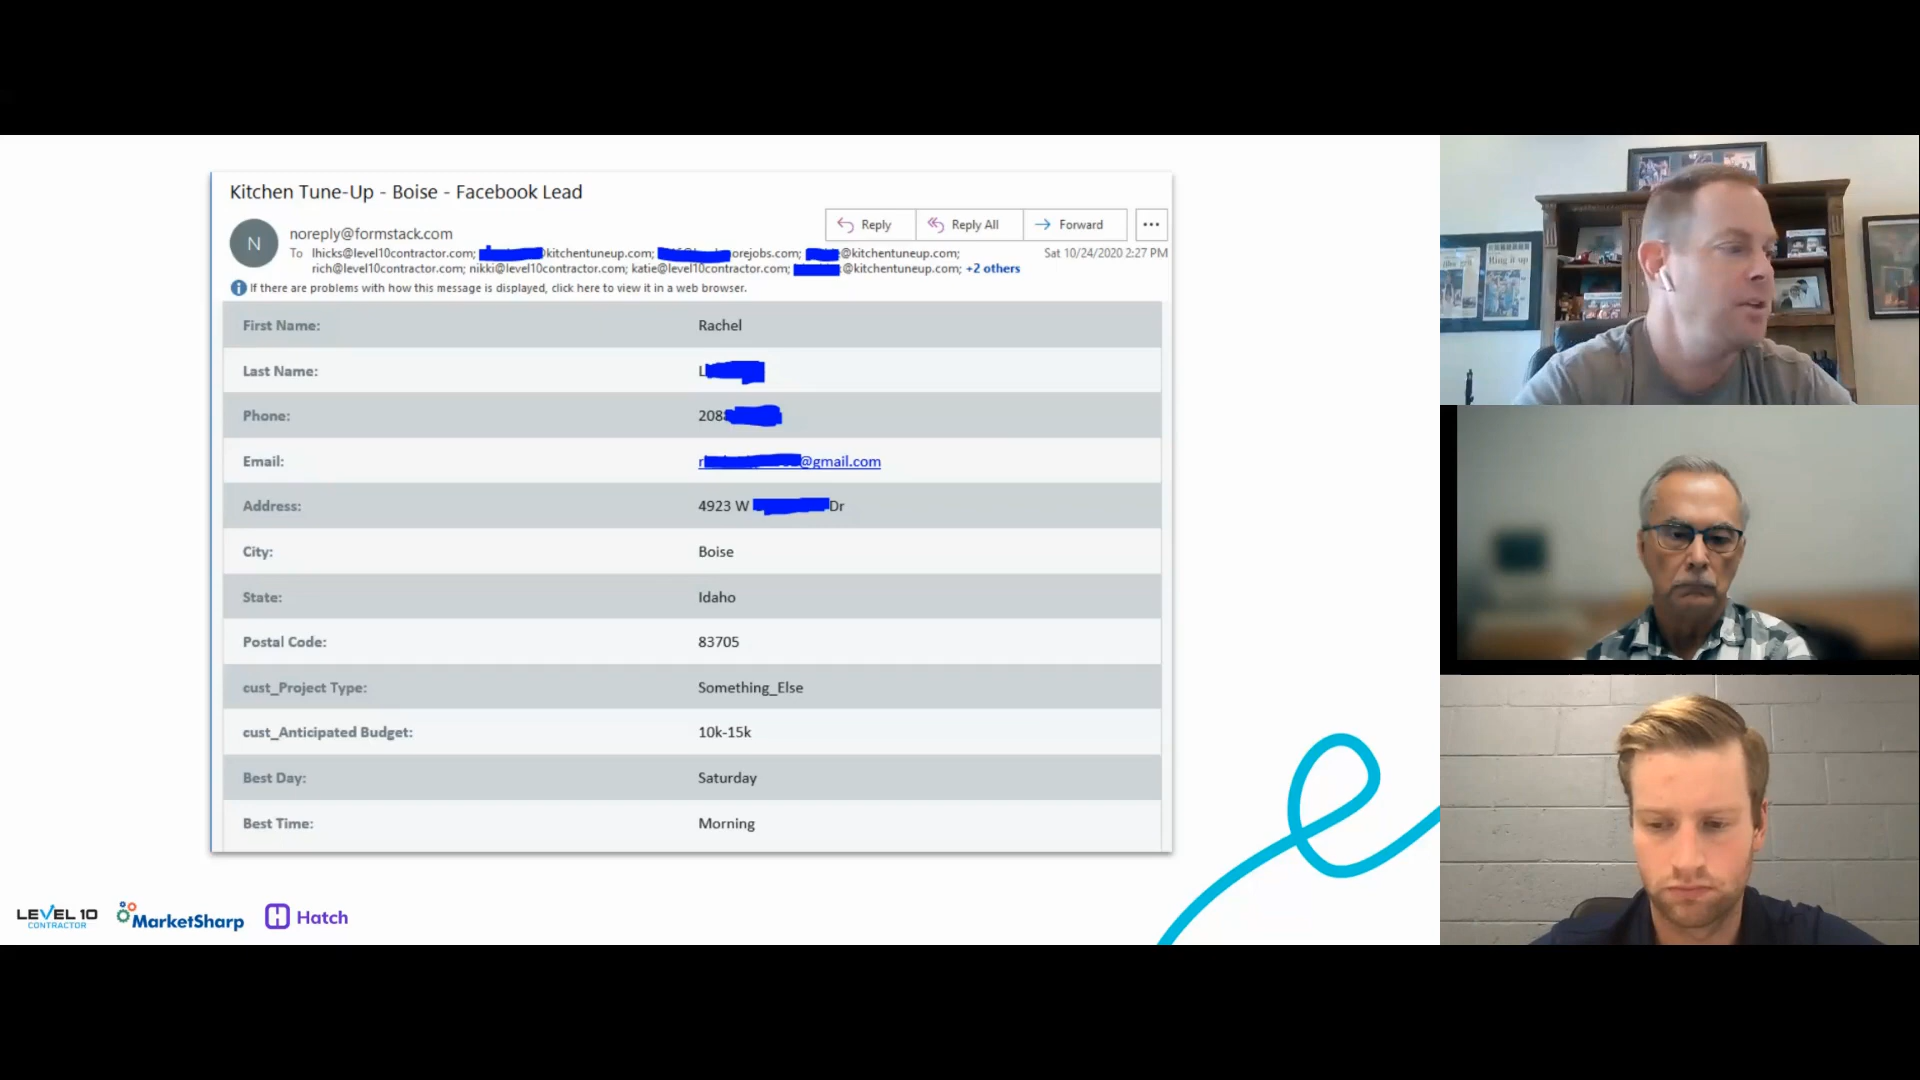 Kitchen Tune-Up - Boise - Facebook Lead
Reply
Reply All
Forward
N
noreply@formstack.com
To lhicks@level10contractor.com; @kitchentuneup.com; orejobs.com; @kitchentuneup.com;
Sat 10/24/2020 2:27 PM
rich@level10contractor.com; nikki@level10contractor.com; katie@level10contractor.com; @kitchentuneup.com; +2 others
If there are problems with how this message is displayed, click here to view it in a web browser.
First Name: Rachel
Last Name: L
Phone: 208
Email: r @gmail.com
Address: 4923 W Dr
City: Boise
State: Idaho
Postal Code: 83705
cust_Project Type: Something_Else
cust_Anticipated Budget: 10k-15k
Best Day: Saturday
Best Time: Morning
LEVEL 10
CONTRACTOR
MarketSharp
Hatch
Ring it up